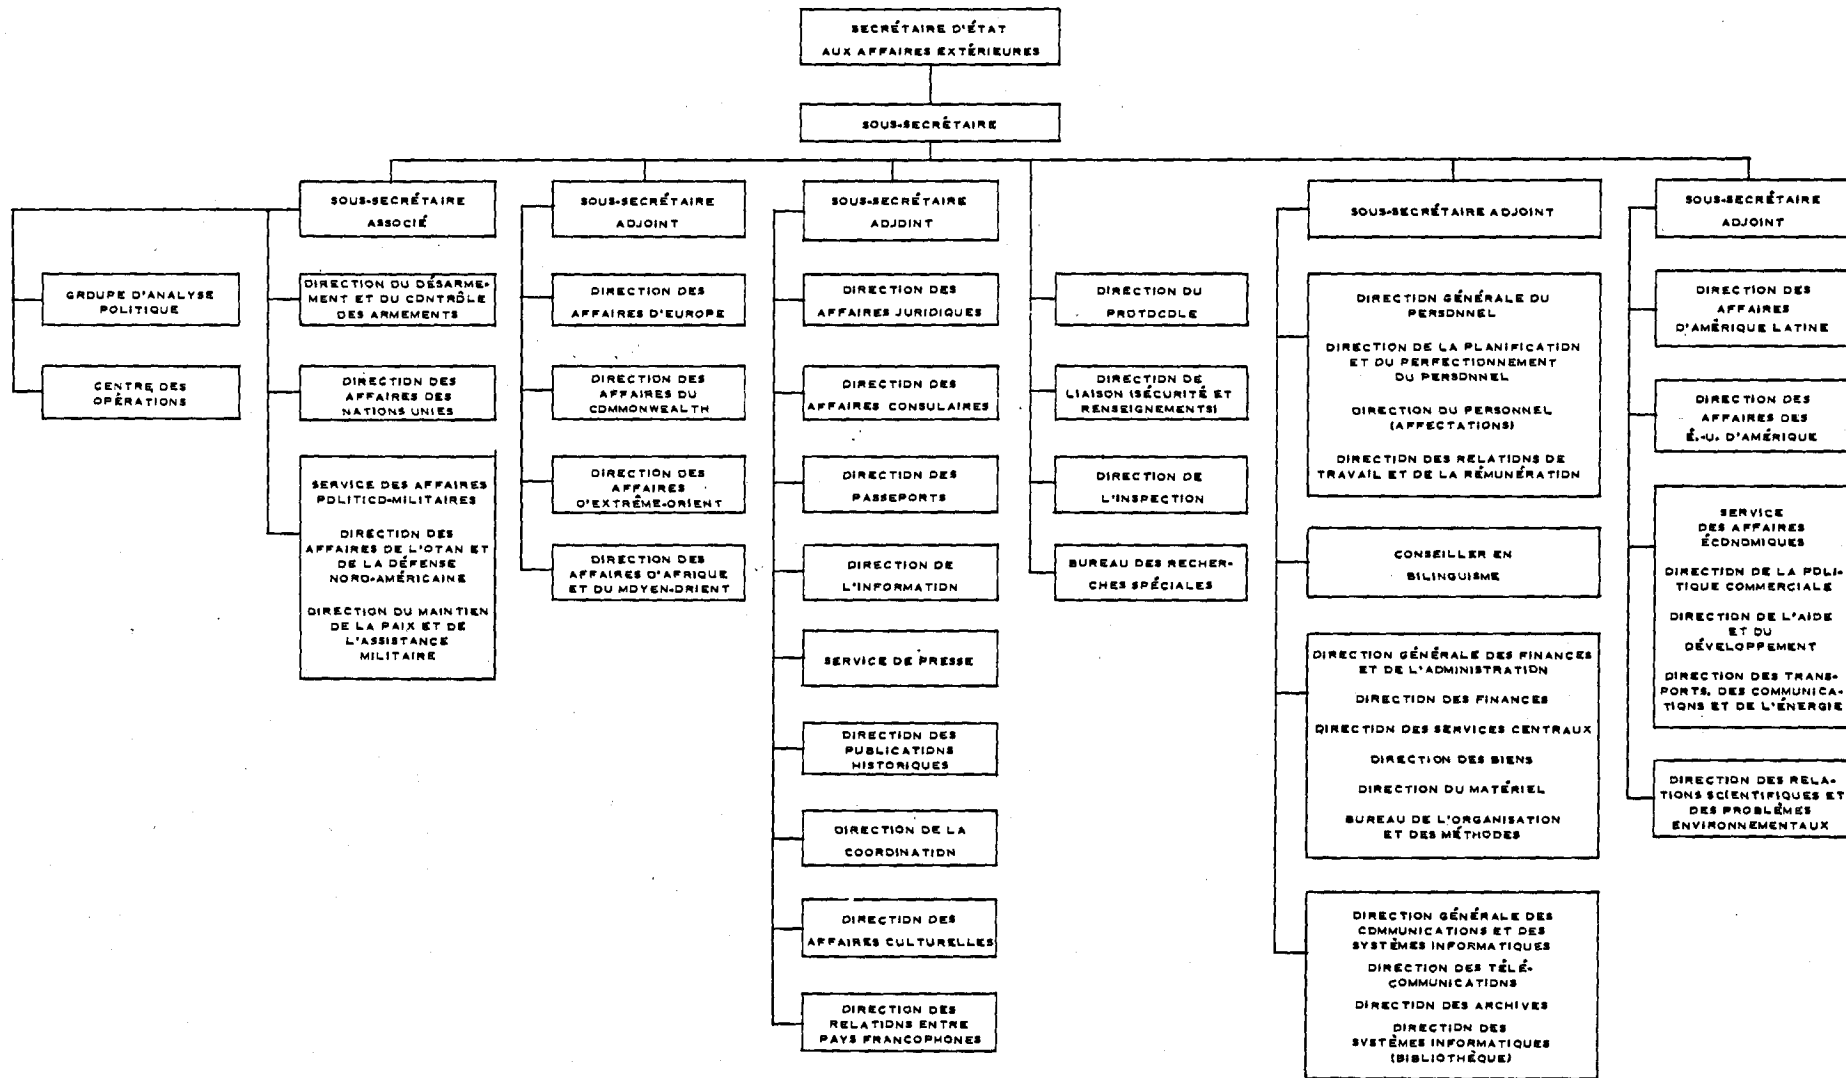 SECRÉTAIRE D'ÉTAT
AUX AFFAIRES EXTÉRIEURES
SOUS-SECRÉTAIRE
SOUS-SECRÉTAIRE
ASSOCIÉ
GROUPE D'ANALYSE
POLITIQUE
CENTRE DES
OPÉRATIONS
DIRECTION DU DÉSARME-
MENT ET DU CONTRÔLE
DES ARMEMENTS
DIRECTION DES
AFFAIRES DES
NATIONS UNIES
SERVICE DES AFFAIRES
POLITICO-MILITAIRES
DIRECTION DES
AFFAIRES DE L'OTAN ET
DE LA DÉFENSE
NORD-AMÉRICAINE
DIRECTION DU MAINTIEN
DE LA PAIX ET DE
L'ASSISTANCE
MILITAIRE
SOUS-SECRÉTAIRE
ADJOINT
DIRECTION DES
AFFAIRES D'EUROPE
DIRECTION DES
AFFAIRES DU
COMMONWEALTH
DIRECTION DES
AFFAIRES
D'EXTRÊME-ORIENT
DIRECTION DES
AFFAIRES D'AFRIQUE
ET DU MOYEN-ORIENT
SOUS-SECRÉTAIRE
ADJOINT
DIRECTION DES
AFFAIRES JURIDIQUES
DIRECTION DES
AFFAIRES CONSULAIRES
DIRECTION DES
PASSEPORTS
DIRECTION DE
L'INFORMATION
SERVICE DE PRESSE
DIRECTION DES
PUBLICATIONS
HISTORIQUES
DIRECTION DE LA
COORDINATION
DIRECTION DES
AFFAIRES CULTURELLES
DIRECTION DES
RELATIONS ENTRE
PAYS FRANCOPHONES
DIRECTION DU
PROTOCOLE
DIRECTION DE
LIAISON (SÉCURITÉ ET
RENSEIGNEMENTS)
DIRECTION DE
L'INSPECTION
BUREAU DES RECHER-
CHES SPÉCIALES
SOUS-SECRÉTAIRE ADJOINT
DIRECTION GÉNÉRALE DU
PERSONNEL
DIRECTION DE LA PLANIFICATION
ET DU PERFECTIONNEMENT
DU PERSONNEL
DIRECTION DU PERSONNEL
(AFFECTATIONS)
DIRECTION DES RELATIONS DE
TRAVAIL ET DE LA RÉMUNÉRATION
CONSEILLER EN
BILINGUISME
DIRECTION GÉNÉRALE DES FINANCES
ET DE L'ADMINISTRATION
DIRECTION DES FINANCES
DIRECTION DES SERVICES CENTRAUX
DIRECTION DES BIENS
DIRECTION DU MATÉRIEL
BUREAU DE L'ORGANISATION
ET DES MÉTHODES
DIRECTION GÉNÉRALE DES
COMMUNICATIONS ET DES
SYSTÈMES INFORMATIQUES
DIRECTION DES TÉLÉ-
COMMUNICATIONS
DIRECTION DES ARCHIVES
DIRECTION DES
SYSTÈMES INFORMATIQUES
(BIBLIOTHÈQUE)
SOUS-SECRÉTAIRE
ADJOINT
DIRECTION DES
AFFAIRES
D'AMÉRIQUE LATINE
DIRECTION DES
AFFAIRES DES
É.-U. D'AMÉRIQUE
SERVICE
DES AFFAIRES
ÉCONOMIQUES
DIRECTION DE LA POLI-
TIQUE COMMERCIALE
DIRECTION DE L'AIDE
ET DU
DÉVELOPPEMENT
DIRECTION DES TRANS-
PORTS, DES COMMUNICA-
TIONS ET DE L'ÉNERGIE
DIRECTION DES RELA-
TIONS SCIENTIFIQUES ET
DES PROBLÈMES
ENVIRONNEMENTAUX